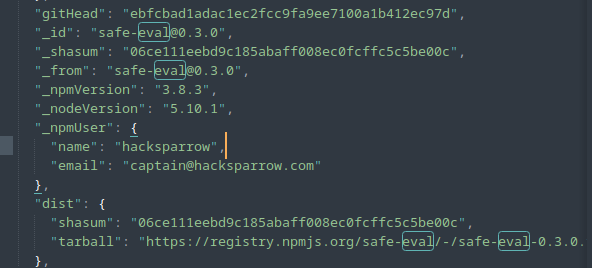 "gitHead": "ebfcbad1adac1ec2fcc9fa9ee7100a1b412ec97d",
"_id": "safe-eval@0.3.0",
"_shasum": "06ce111eebd9c185abaff008ec0fcffc5c5be00c",
"_from": "safe-eval@0.3.0",
"_npmVersion": "3.8.3",
"_nodeVersion": "5.10.1",
"_npmUser": {
"name": "hacksparrow",
"email": "captain@hacksparrow.com"
},
"dist": {
"shasum": "06ce111eebd9c185abaff008ec0fcffc5c5be00c",
"tarball": "https://registry.npmjs.org/safe-eval/-/safe-eval-0.3.0.
},